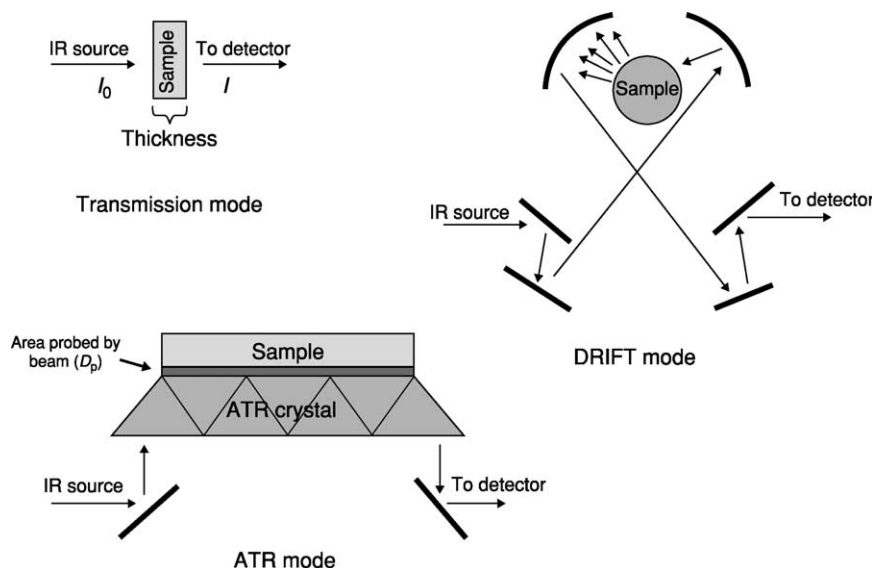 IR source
To detector
I₀
Sample
I
Thickness
Transmission mode
Sample
IR source
To detector
DRIFT mode
Area probed by
beam (Dₚ)
Sample
ATR crystal
IR source
To detector
ATR mode